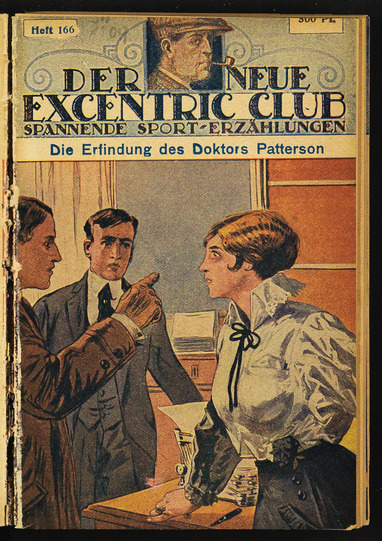 Heft 166
300 Pf.
DER NEUE
EXCENTRIC CLUB
SPANNENDE SPORT-ERZÄHLUNGEN
Die Erfindung des Doktors Patterson